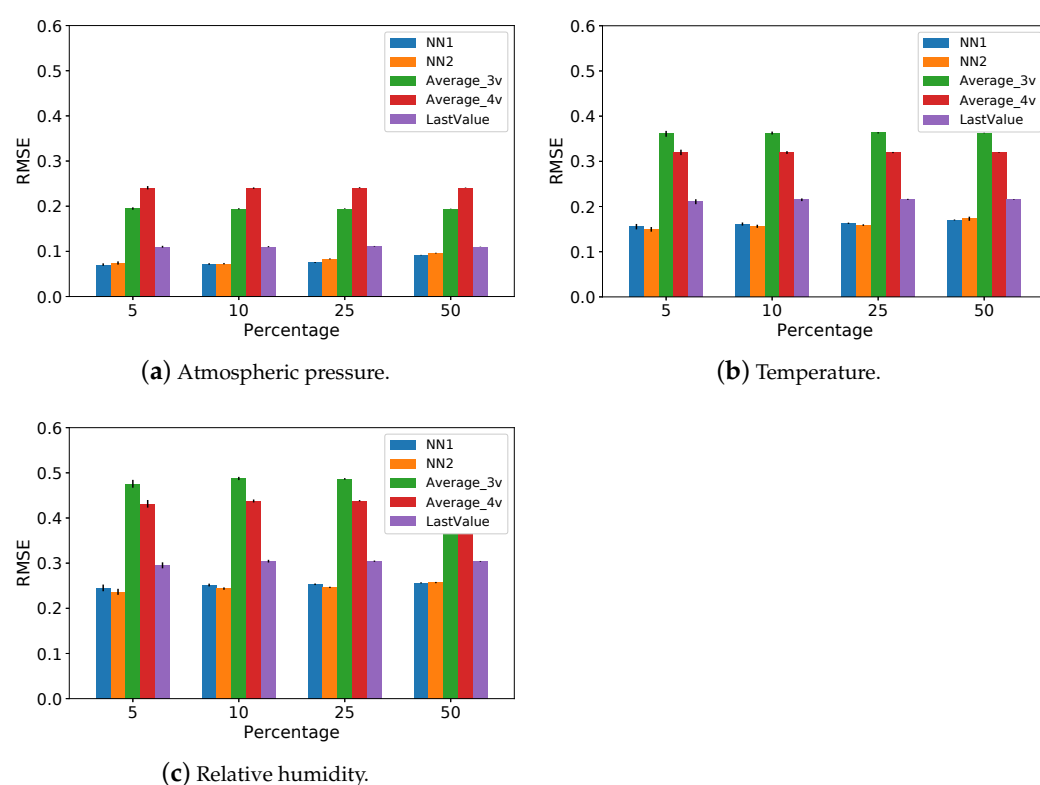 0.6
0.5
0.4
0.3
0.2
0.1
0.0
RMSE
NN1
NN2
Average_3v
Average_4v
LastValue
5 10 25 50
Percentage
(a) Atmospheric pressure.
0.6
0.5
0.4
0.3
0.2
0.1
0.0
RMSE
NN1
NN2
Average_3v
Average_4v
LastValue
5 10 25 50
Percentage
(b) Temperature.
0.6
0.5
0.4
0.3
0.2
0.1
0.0
RMSE
NN1
NN2
Average_3v
Average_4v
LastValue
5 10 25 50
Percentage
(c) Relative humidity.